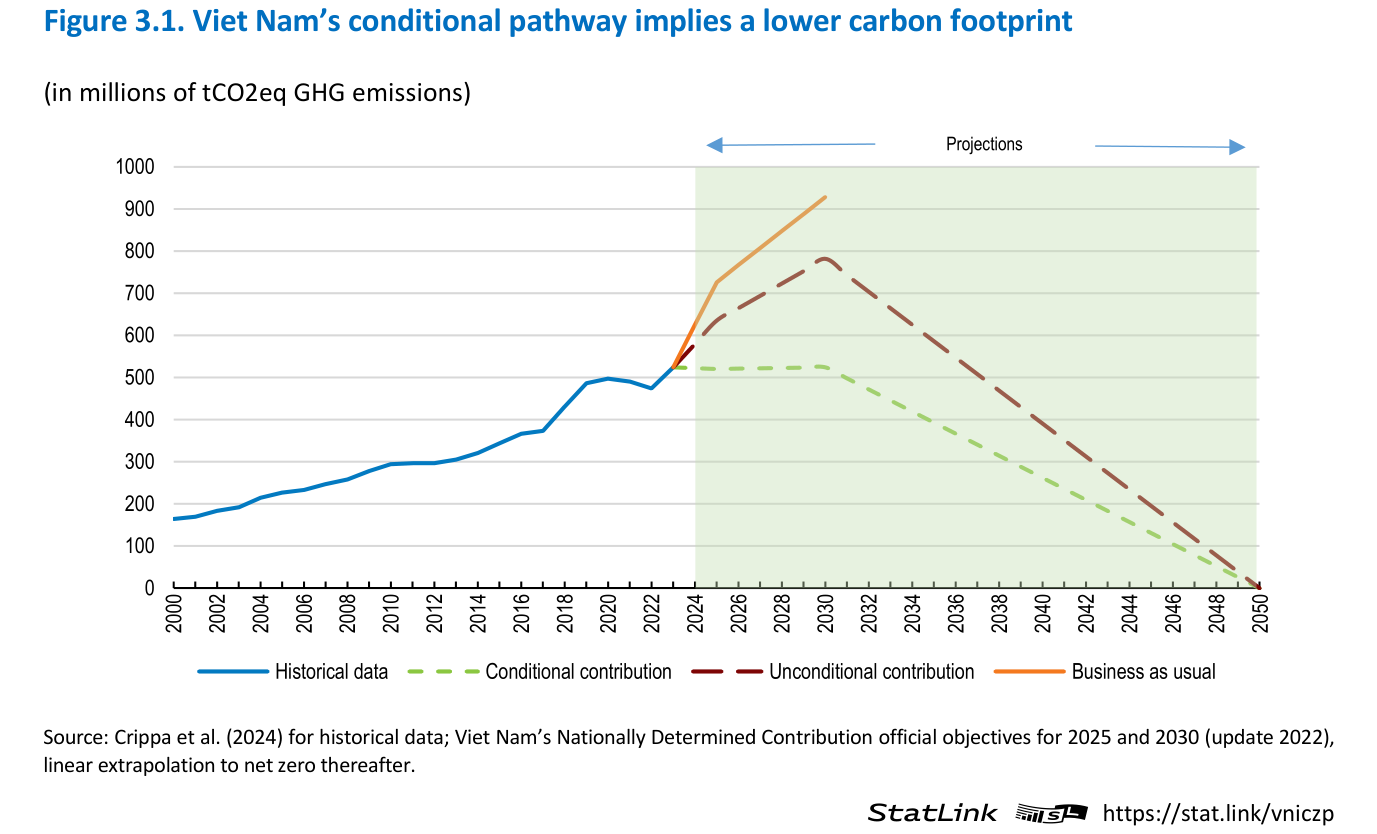 Figure 3.1. Viet Nam’s conditional pathway implies a lower carbon footprint
(in millions of tCO2eq GHG emissions)
Projections
1000
900
800
700
600
500
400
300
200
100
0
2000 2002 2004 2006 2008 2010 2012 2014 2016 2018 2020 2022 2024 2026 2028 2030 2032 2034 2036 2038 2040 2042 2044 2046 2048 2050
Historical data Conditional contribution Unconditional contribution Business as usual
Source: Crippa et al. (2024) for historical data; Viet Nam’s Nationally Determined Contribution official objectives for 2025 and 2030 (update 2022),
linear extrapolation to net zero thereafter.
StatLink https://stat.link/vniczp